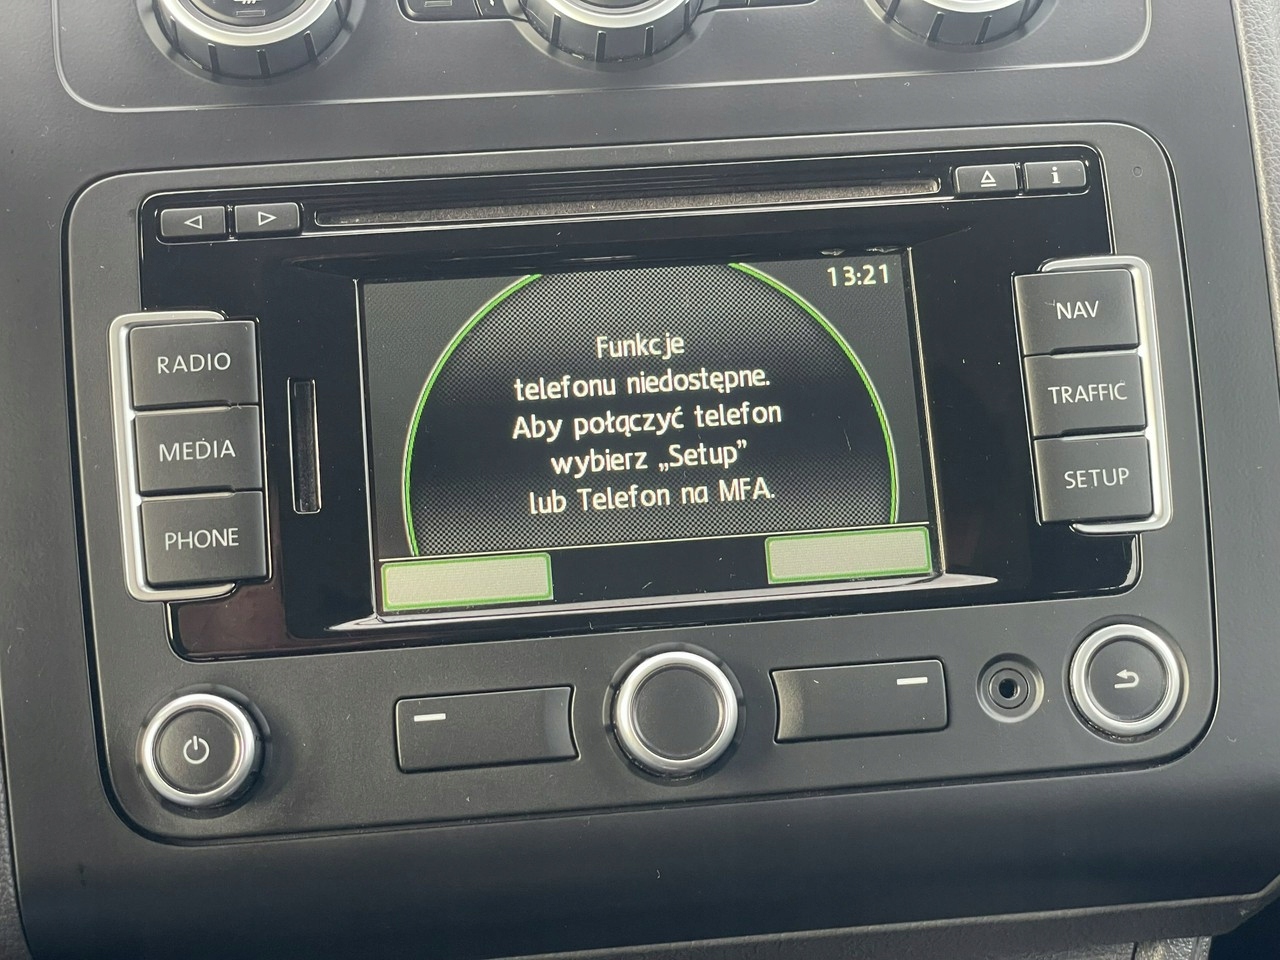 i
13:21
NAV
RADIO
Funkcje
telefonu niedostępne.
TRAFFIC
Aby połączyć telefon
MEDIA
wybierz „Setup”
SETUP
lub Telefon na MFA.
PHONE